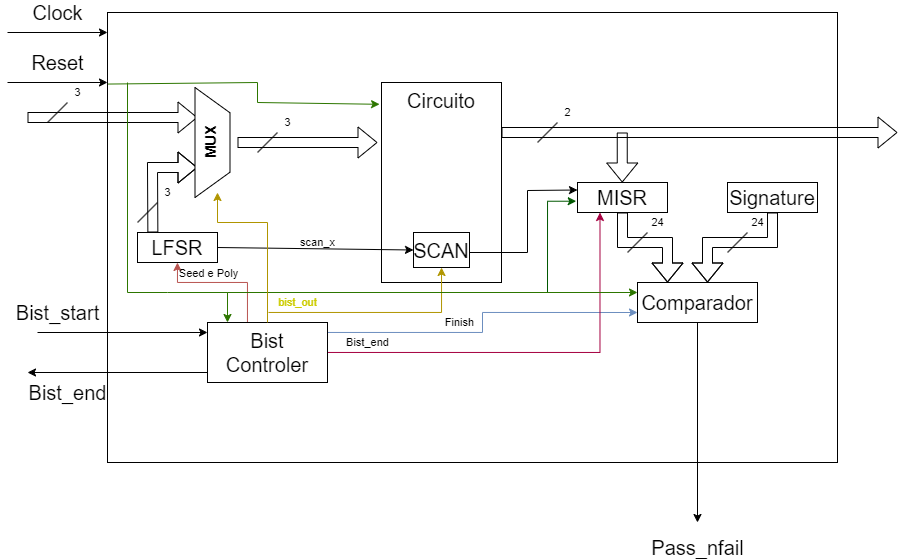 Clock
Reset
3
MUX
3
Circuito
2
3
LFSR
scan_x
SCAN
MISR
Signature
24
24
Seed e Poly
bist_out
Comparador
Bist_start
Bist
Controler
Finish
Bist_end
Bist_end
Pass_nfail